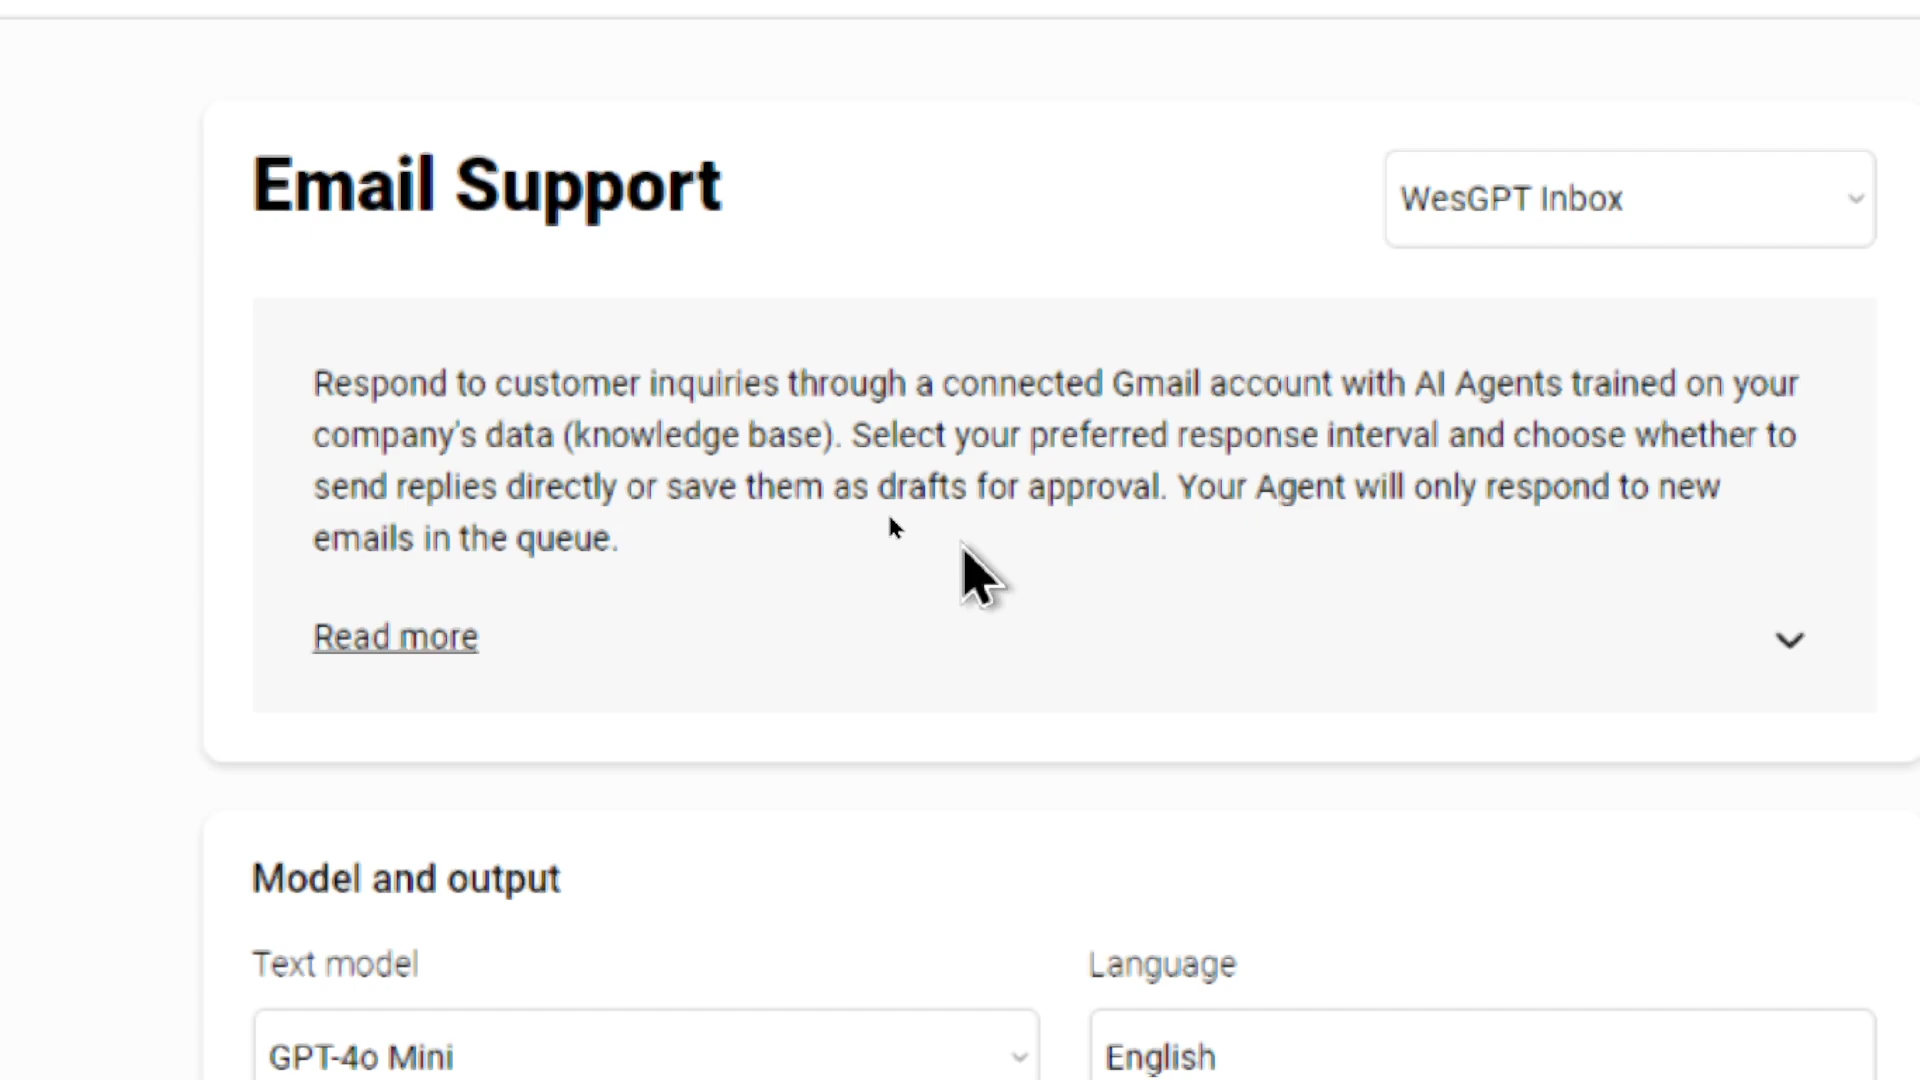 Email Support
WesGPT Inbox
Respond to customer inquiries through a connected Gmail account with AI Agents trained on your
company's data (knowledge base). Select your preferred response interval and choose whether to
send replies directly or save them as drafts for approval. Your Agent will only respond to new
emails in the queue.
Read more
Model and output
Text model
Language
GPT-4o Mini
English